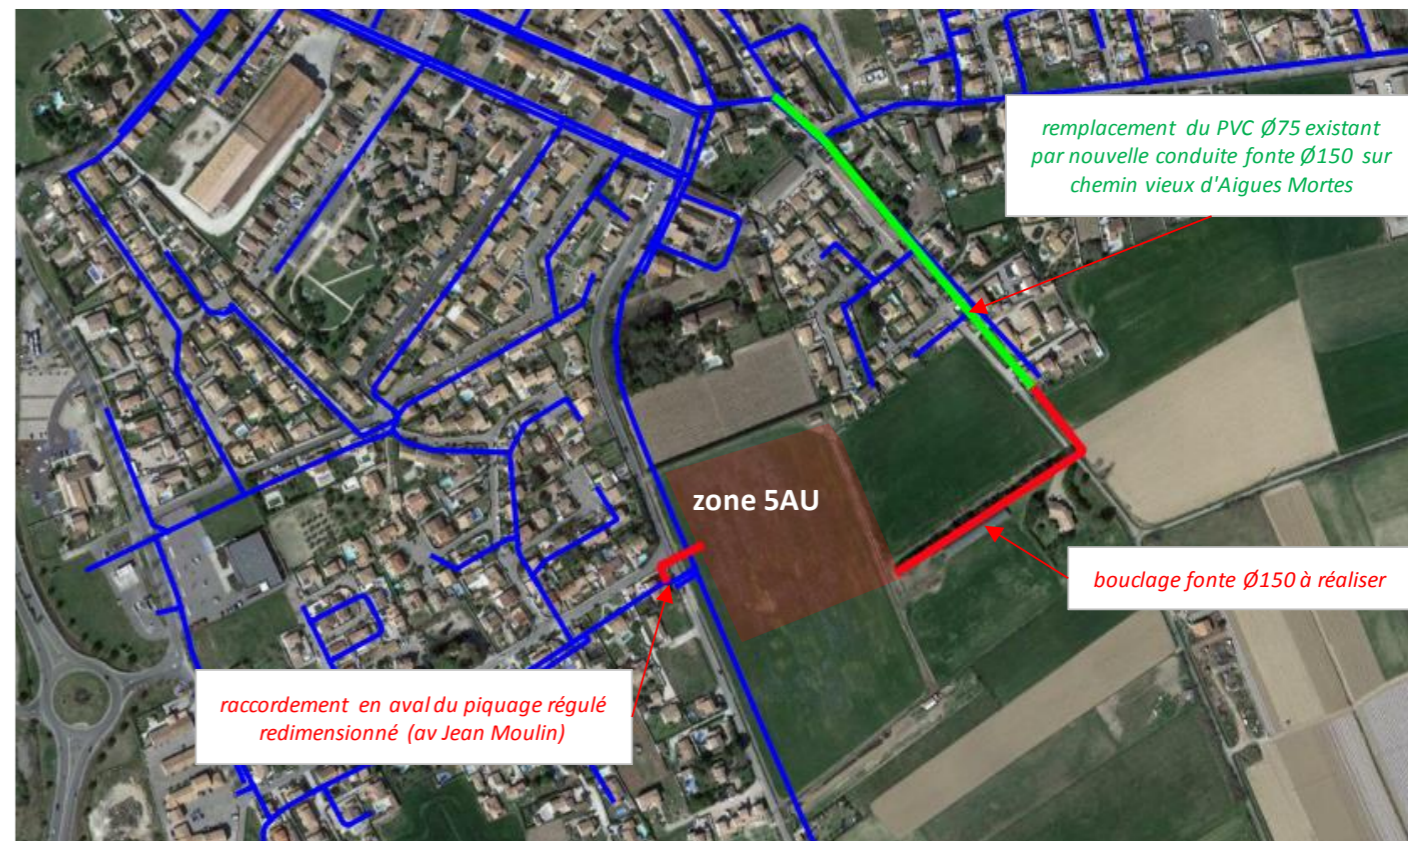 remplacement du PVC Ø75 existant
par nouvelle conduite fonte Ø150 sur
chemin vieux d'Aigues Mortes
zone 5AU
bouclage fonte Ø150 à réaliser
raccordement en aval du piquage régulé
redimensionné (av Jean Moulin)